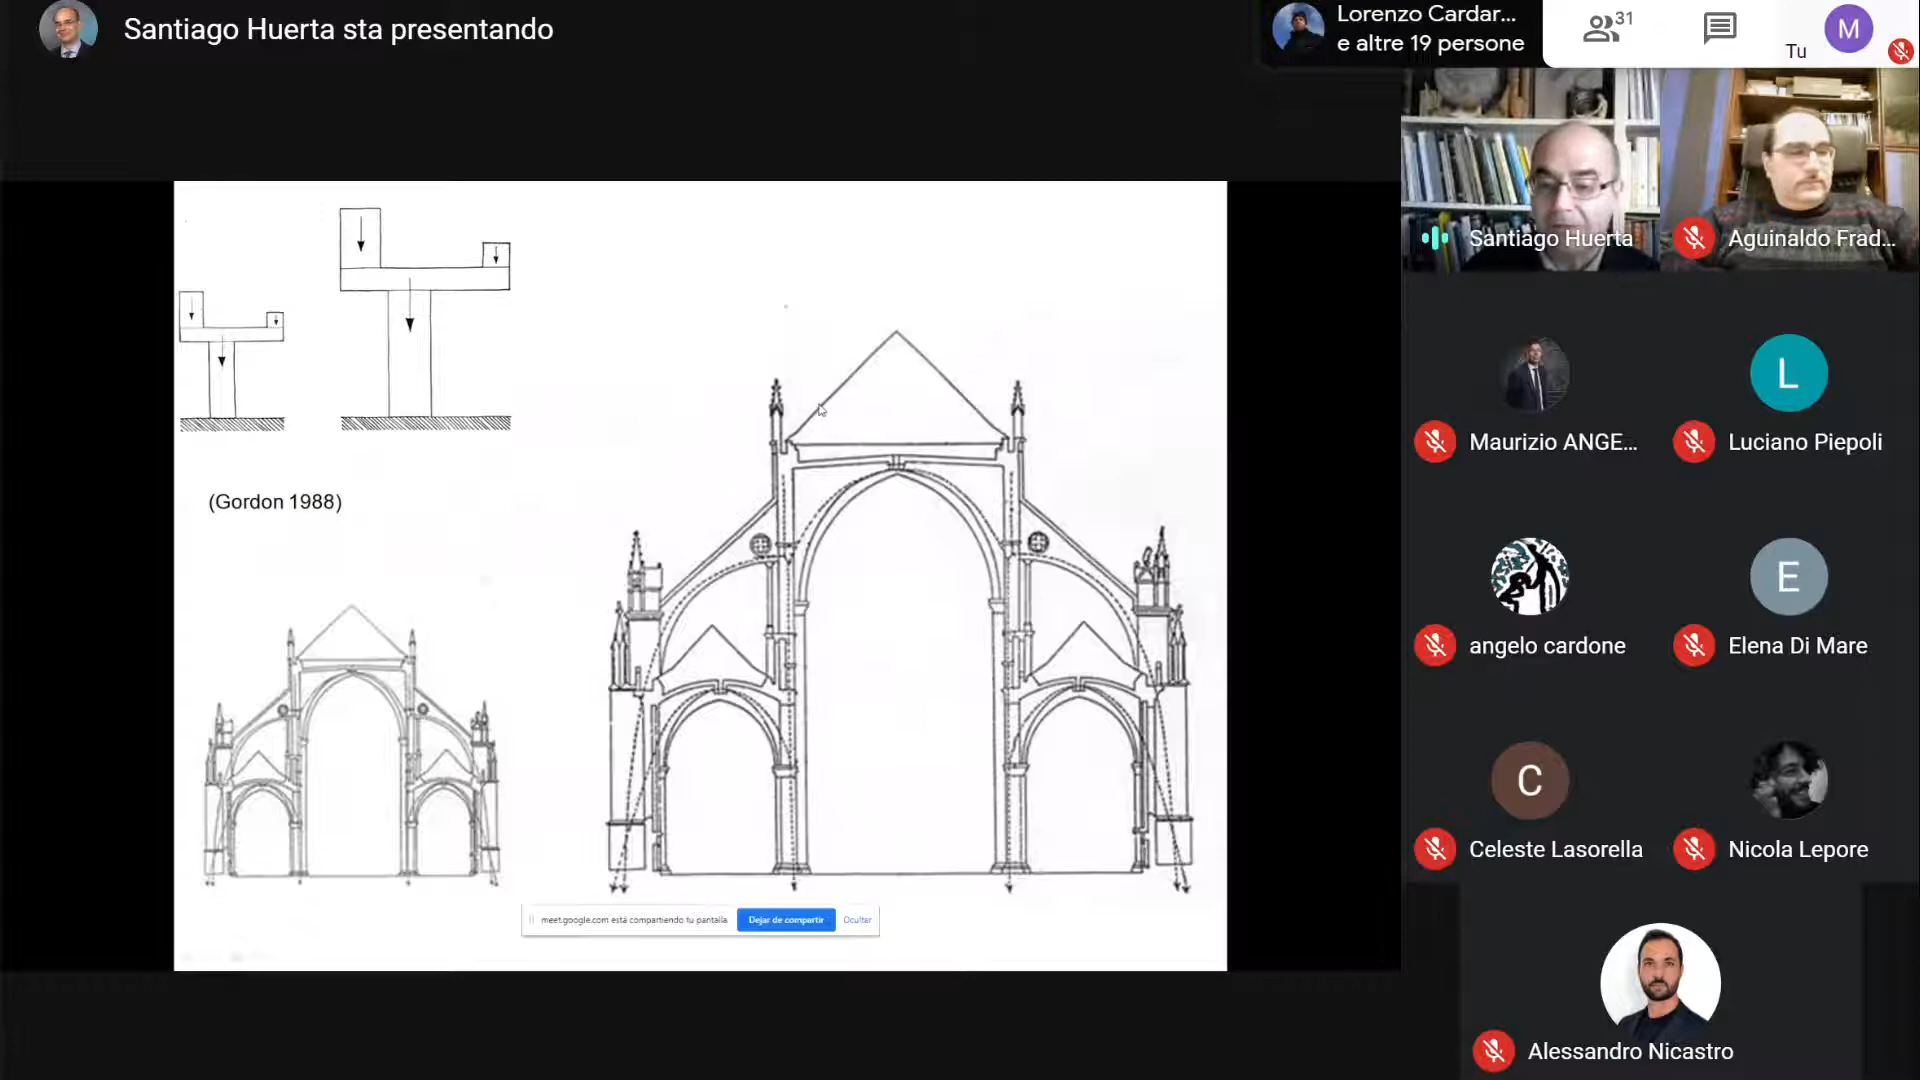 Santiago Huerta sta presentando
Lorenzo Cardar...
e altre 19 persone
31
Tu
M
Santiago Huerta
Aguinaldo Frad...
(Gordon 1988)
Maurizio ANGE...
L
Luciano Piepoli
angelo cardone
E
Elena Di Mare
C
Celeste Lasorella
Nicola Lepore
meet.google.com está compartiendo tu pantalla
Dejar de compartir
Ocultar
Alessandro Nicastro